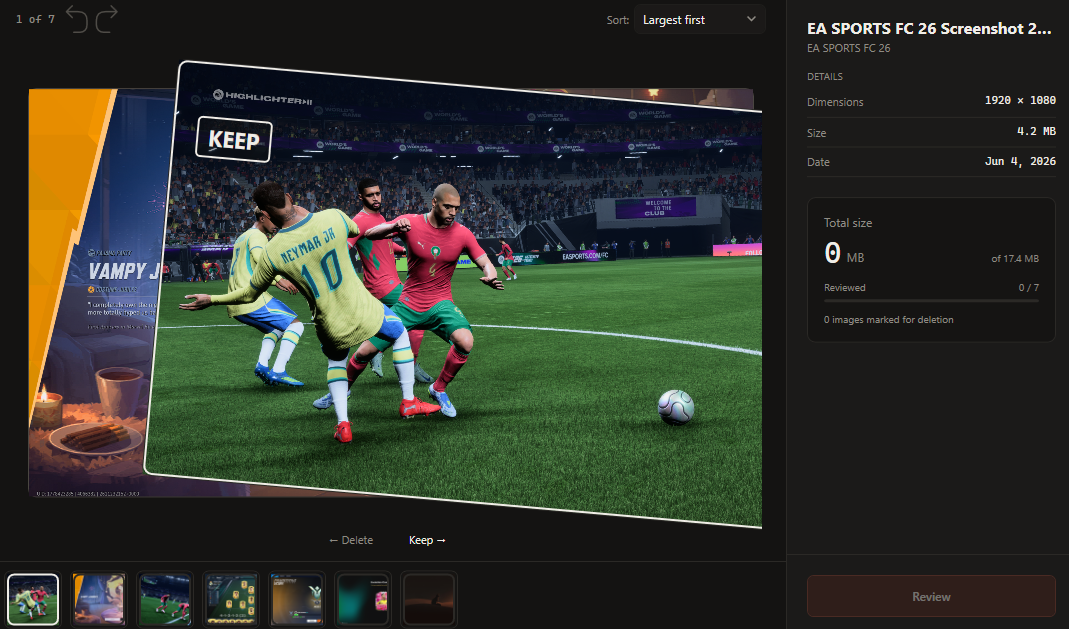 1 of 7
Sort:
Largest first
EA SPORTS FC 26 Screenshot 2...
EA SPORTS FC 26
DETAILS
Dimensions
1920 × 1080
Size
4.2 MB
Date
Jun 4, 2026
Total size
0 MB
of 17.4 MB
Reviewed
0 / 7
0 images marked for deletion
HIGHLIGHTER
KEEP
WORLD'S GAME
WELCOME TO THE CLUB
EASPORTS.COM/FC
NEYMAR JR
10
VAMPY J
← Delete
Keep →
Review